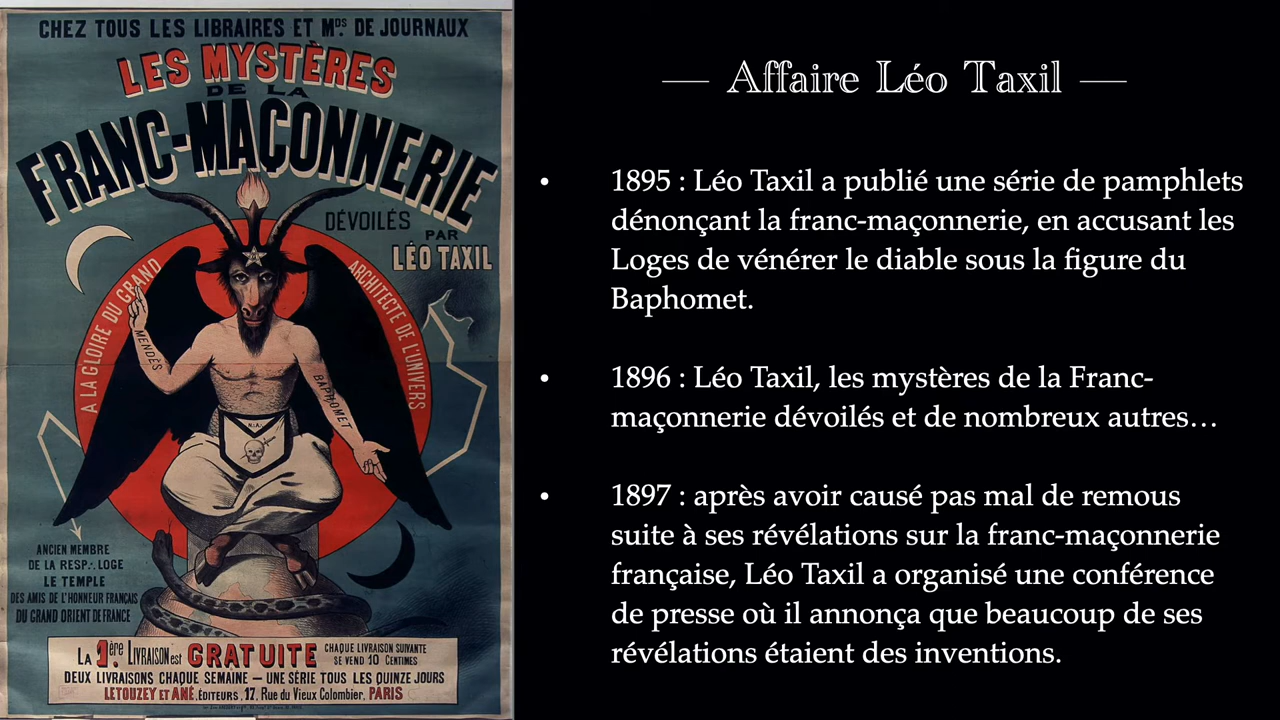 CHEZ TOUS LES LIBRAIRES ET Mds. DE JOURNAUX
LES MYSTÈRES
DE LA
FRANC-MAÇONNERIE
DÉVOILÉS
PAR
LÉO TAXIL
A LA GLOIRE DU GRAND
ARCHITECTE DE L'UNIVERS
MENDÈS
BAPHOMET
ANCIEN MEMBRE
DE LA RESP∴ LOGE
LE TEMPLE
DES AMIS DE L'HONNEUR FRANÇAIS
DU GRAND ORIENT DE FRANCE
LA 1ère LIVRAISON est GRATUITE
CHAQUE LIVRAISON SUIVANTE
SE VEND 10 CENTIMES
DEUX LIVRAISONS CHAQUE SEMAINE — UNE SÉRIE TOUS LES QUINZE JOURS
LETOUZEY ET ANÉ, ÉDITEURS, 17, Rue du Vieux Colombier, PARIS
— Affaire Léo Taxil —
• 1895 : Léo Taxil a publié une série de pamphlets
dénonçant la franc-maçonnerie, en accusant les
Loges de vénérer le diable sous la figure du
Baphomet.
• 1896 : Léo Taxil, les mystères de la Franc-
maçonnerie dévoilés et de nombreux autres…
• 1897 : après avoir causé pas mal de remous
suite à ses révélations sur la franc-maçonnerie
française, Léo Taxil a organisé une conférence
de presse où il annonça que beaucoup de ses
révélations étaient des inventions.